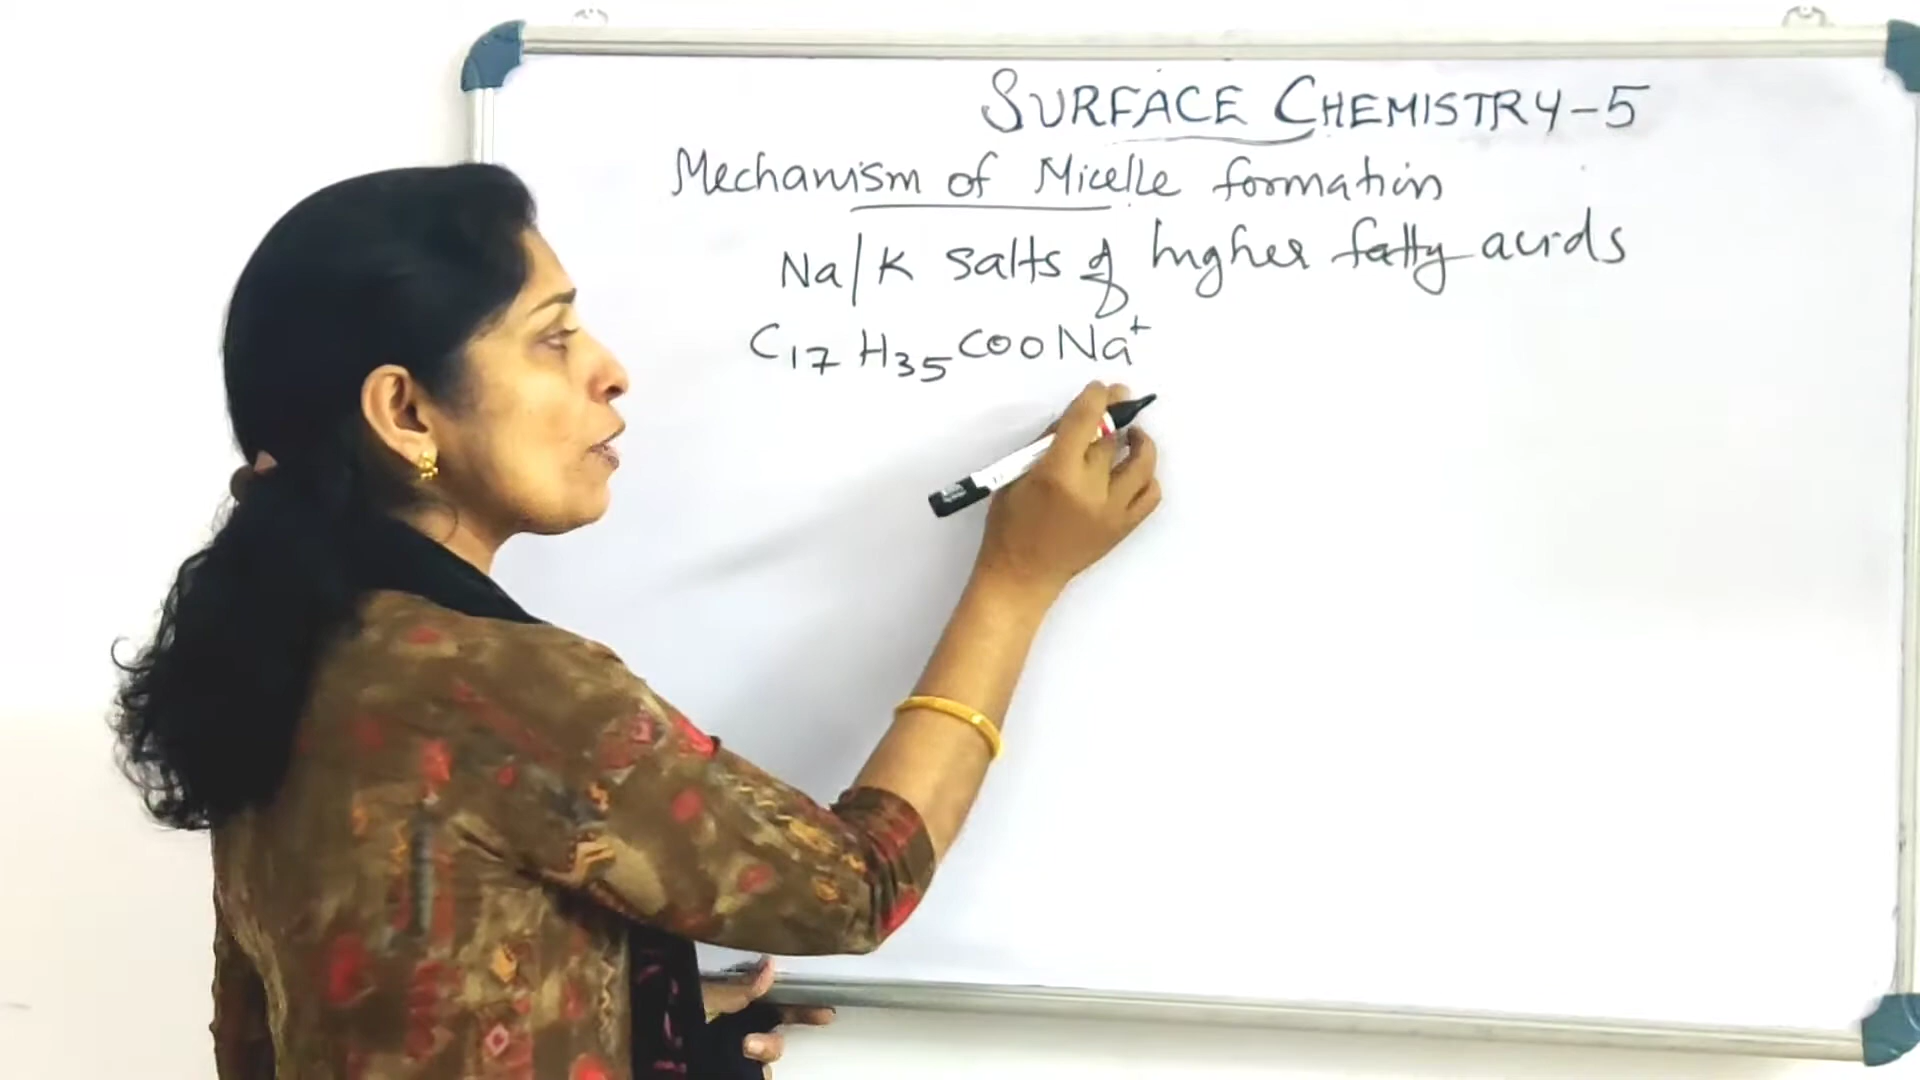 SURFACE CHEMISTRY-5
Mechanism of Micelle formation
Na/K salts of higher fatty acids
C₁₇H₃₅COONa⁺